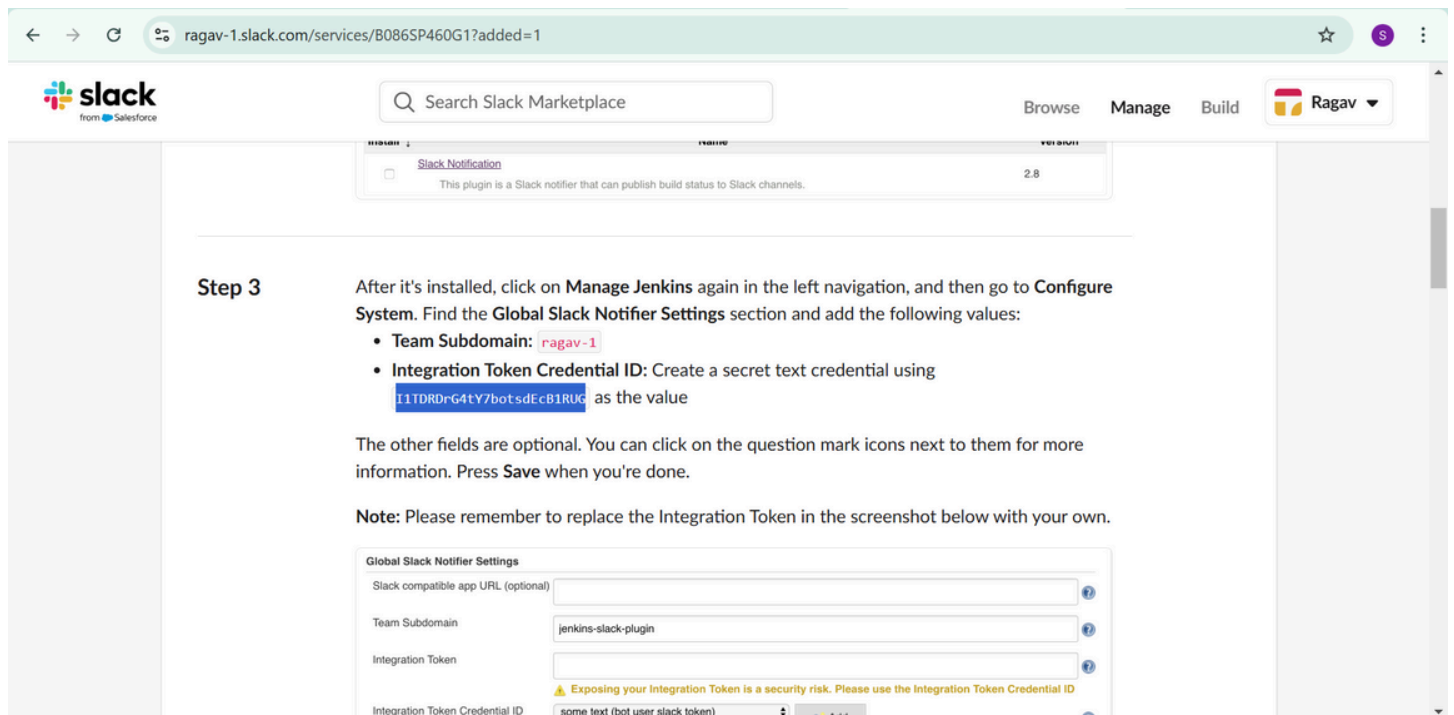 ragav-1.slack.com/services/B086SP460G1?added=1
S
slack
from Salesforce
Search Slack Marketplace
Browse Manage Build Ragav
Install ↓ Name Version
Slack Notification
This plugin is a Slack notifier that can publish build status to Slack channels.
2.8
Step 3
After it's installed, click on Manage Jenkins again in the left navigation, and then go to Configure
System. Find the Global Slack Notifier Settings section and add the following values:
• Team Subdomain: ragav-1
• Integration Token Credential ID: Create a secret text credential using
I1TDRDrG4tY7botsdEcB1RUG as the value
The other fields are optional. You can click on the question mark icons next to them for more
information. Press Save when you're done.
Note: Please remember to replace the Integration Token in the screenshot below with your own.
Global Slack Notifier Settings
Slack compatible app URL (optional)
Team Subdomain
jenkins-slack-plugin
Integration Token
Exposing your Integration Token is a security risk. Please use the Integration Token Credential ID
Integration Token Credential ID
some text (bot user slack token)